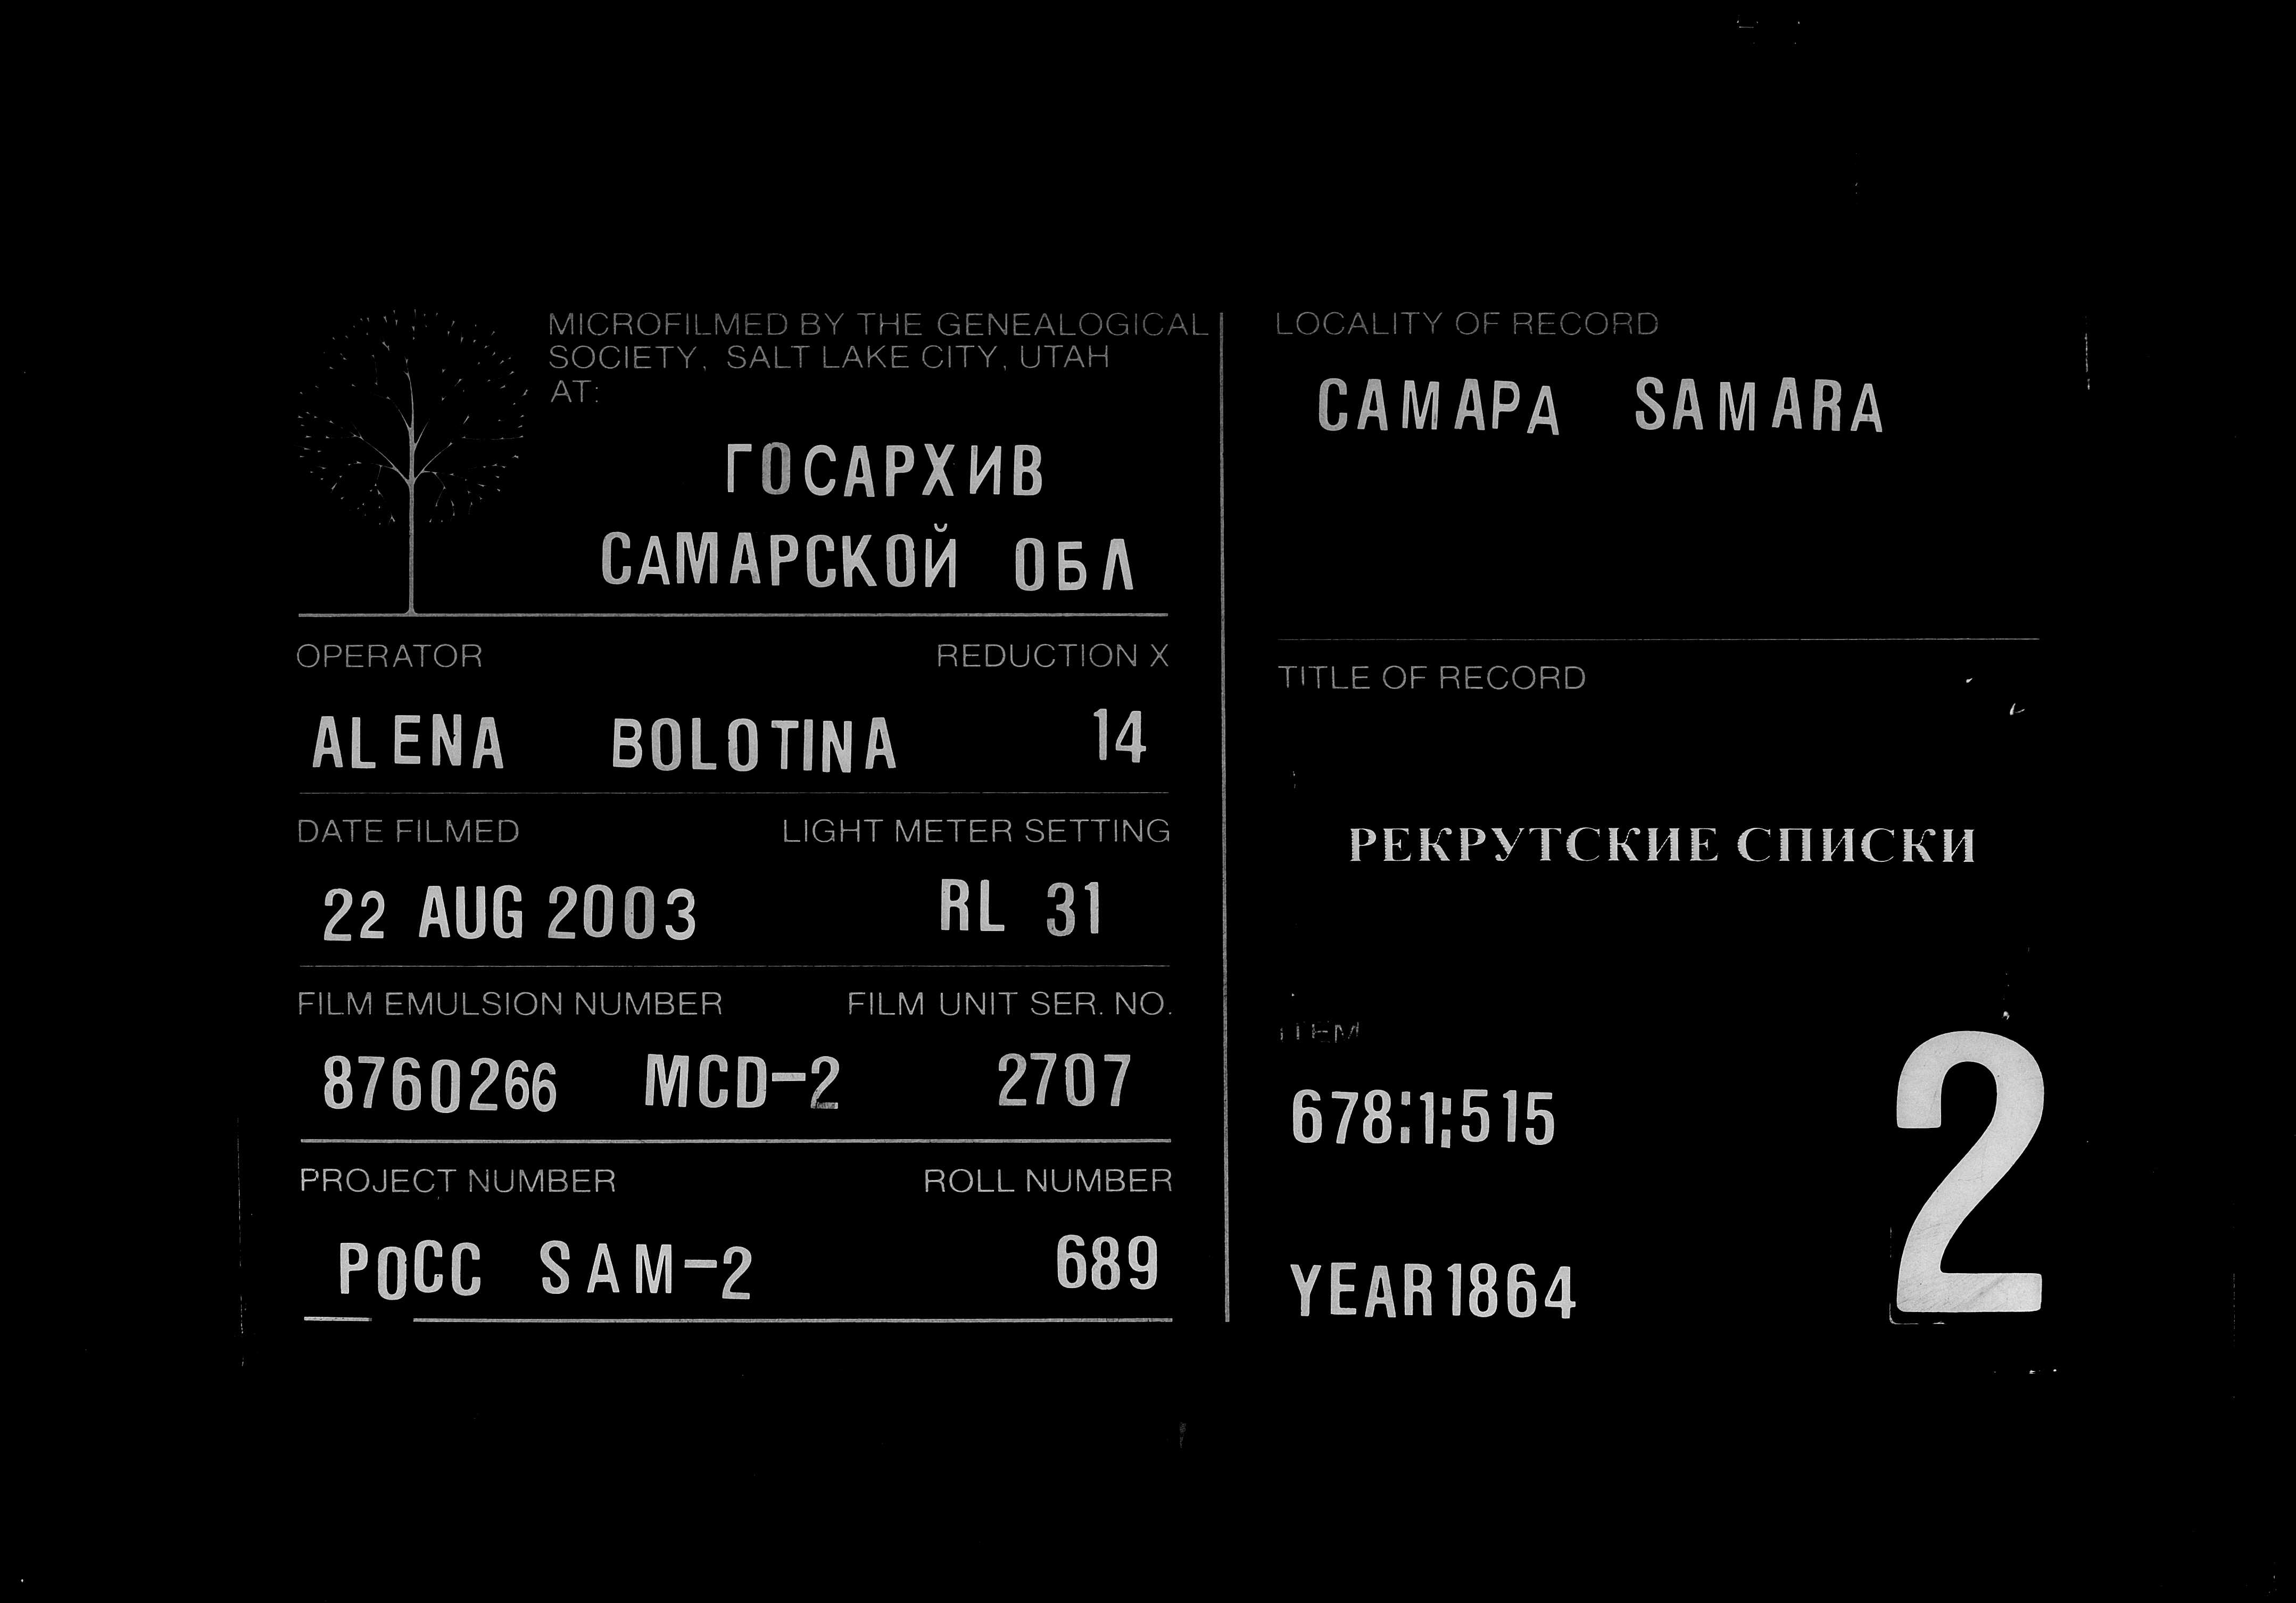 MICROFILMED BY THE GENEALOGICAL
SOCIETY, SALT LAKE CITY, UTAH
AT:
ГОСАРХИВ
САМАРСКОЙ ОБЛ
OPERATOR REDUCTION X
ALENA BOLOTINA 14
DATE FILMED LIGHT METER SETTING
22 AUG 2003 RL 31
FILM EMULSION NUMBER FILM UNIT SER. NO.
8760266 MCD-2 2707
PROJECT NUMBER ROLL NUMBER
РОСС SAM-2 689
LOCALITY OF RECORD
САМАРА SAMARA
TITLE OF RECORD
РЕКРУТСКИЕ СПИСКИ
ITEM
678:1;515
2
YEAR 1864